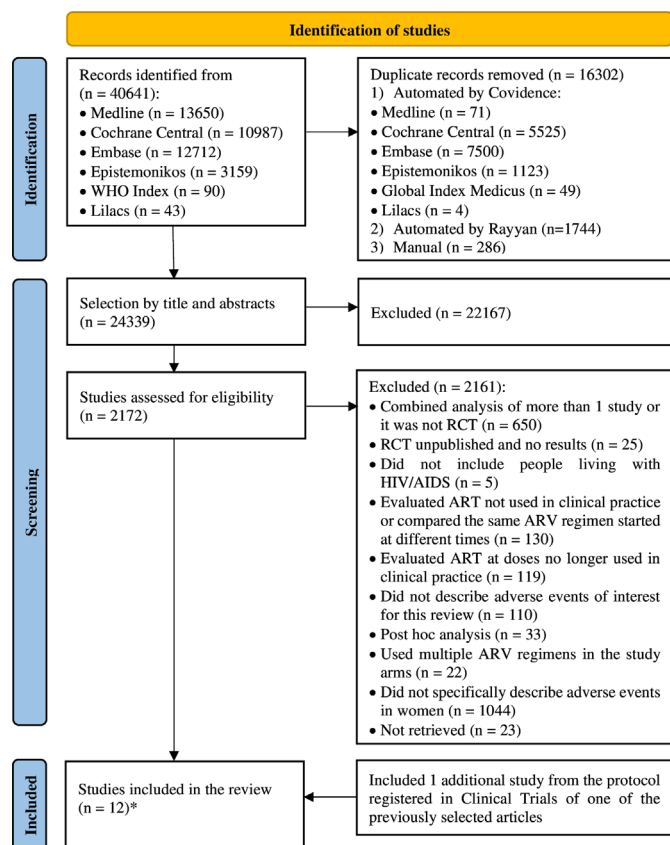 Identification of studies
Identification
Records identified from
(n = 40641):
• Medline (n = 13650)
• Cochrane Central (n = 10987)
• Embase (n = 12712)
• Epistemonikos (n = 3159)
• WHO Index (n = 90)
• Lilacs (n = 43)
Duplicate records removed (n = 16302)
1) Automated by Covidence:
• Medline (n = 71)
• Cochrane Central (n = 5525)
• Embase (n = 7500)
• Epistemonikos (n = 1123)
• Global Index Medicus (n = 49)
• Lilacs (n = 4)
2) Automated by Rayyan (n=1744)
3) Manual (n = 286)
Screening
Selection by title and abstracts
(n = 24339)
Excluded (n = 22167)
Studies assessed for eligibility
(n = 2172)
Excluded (n = 2161):
• Combined analysis of more than 1 study or
it was not RCT (n = 650)
• RCT unpublished and no results (n = 25)
• Did not include people living with
HIV/AIDS (n = 5)
• Evaluated ART not used in clinical practice
or compared the same ARV regimen started
at different times (n = 130)
• Evaluated ART at doses no longer used in
clinical practice (n = 119)
• Did not describe adverse events of interest
for this review (n = 110)
• Post hoc analysis (n = 33)
• Used multiple ARV regimens in the study
arms (n = 22)
• Did not specifically describe adverse events
in women (n = 1044)
• Not retrieved (n = 23)
Included
Studies included in the review
(n = 12)*
Included 1 additional study from the protocol
registered in Clinical Trials of one of the
previously selected articles